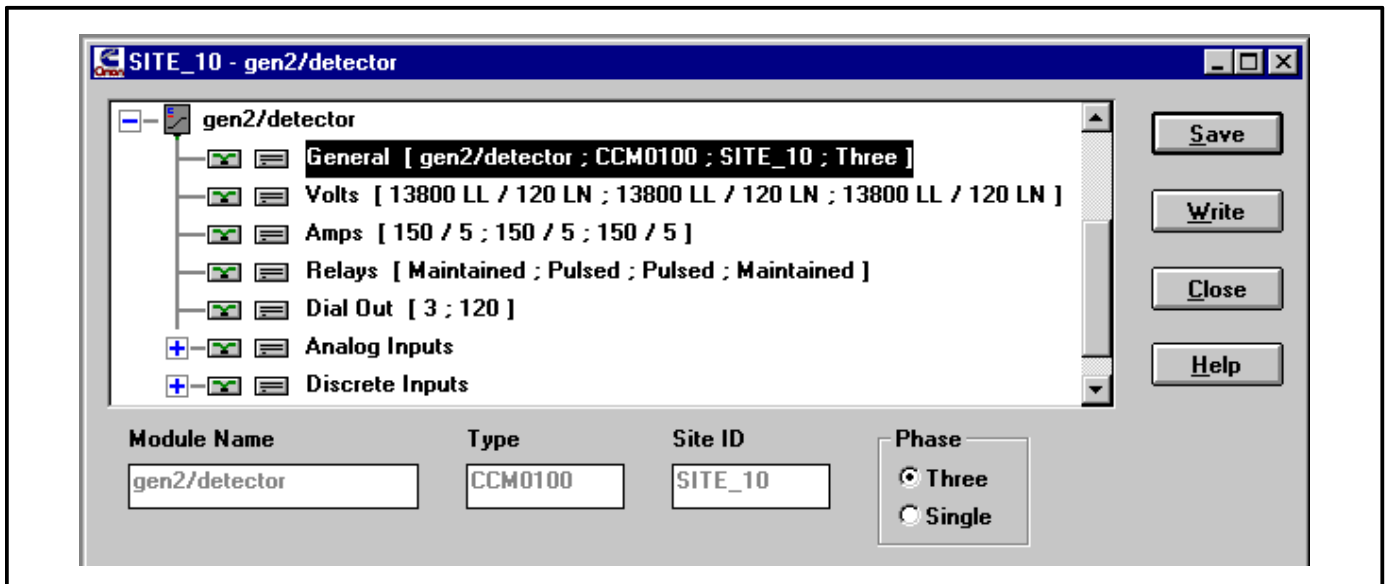 SITE_10 - gen2/detector
gen2/detector
General [ gen2/detector ; CCM0100 ; SITE_10 ; Three ]
Volts [ 13800 LL / 120 LN ; 13800 LL / 120 LN ; 13800 LL / 120 LN ]
Amps [ 150 / 5 ; 150 / 5 ; 150 / 5 ]
Relays [ Maintained ; Pulsed ; Pulsed ; Maintained ]
Dial Out [ 3 ; 120 ]
Analog Inputs
Discrete Inputs
Save
Write
Close
Help
Module Name
gen2/detector
Type
CCM0100
Site ID
SITE_10
Phase
Three
Single